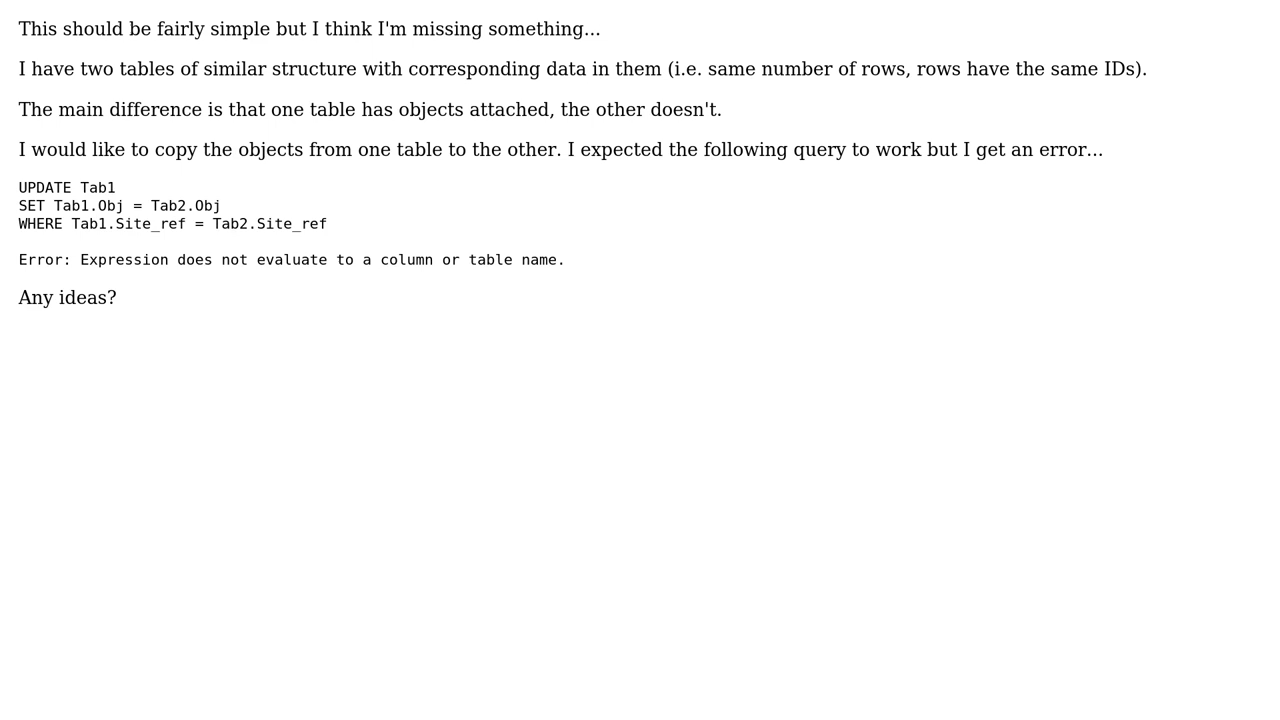 This should be fairly simple but I think I'm missing something...
I have two tables of similar structure with corresponding data in them (i.e. same number of rows, rows have the same IDs).
The main difference is that one table has objects attached, the other doesn't.
I would like to copy the objects from one table to the other. I expected the following query to work but I get an error...
UPDATE Tab1
SET Tab1.Obj = Tab2.Obj
WHERE Tab1.Site_ref = Tab2.Site_ref
Error: Expression does not evaluate to a column or table name.
Any ideas?